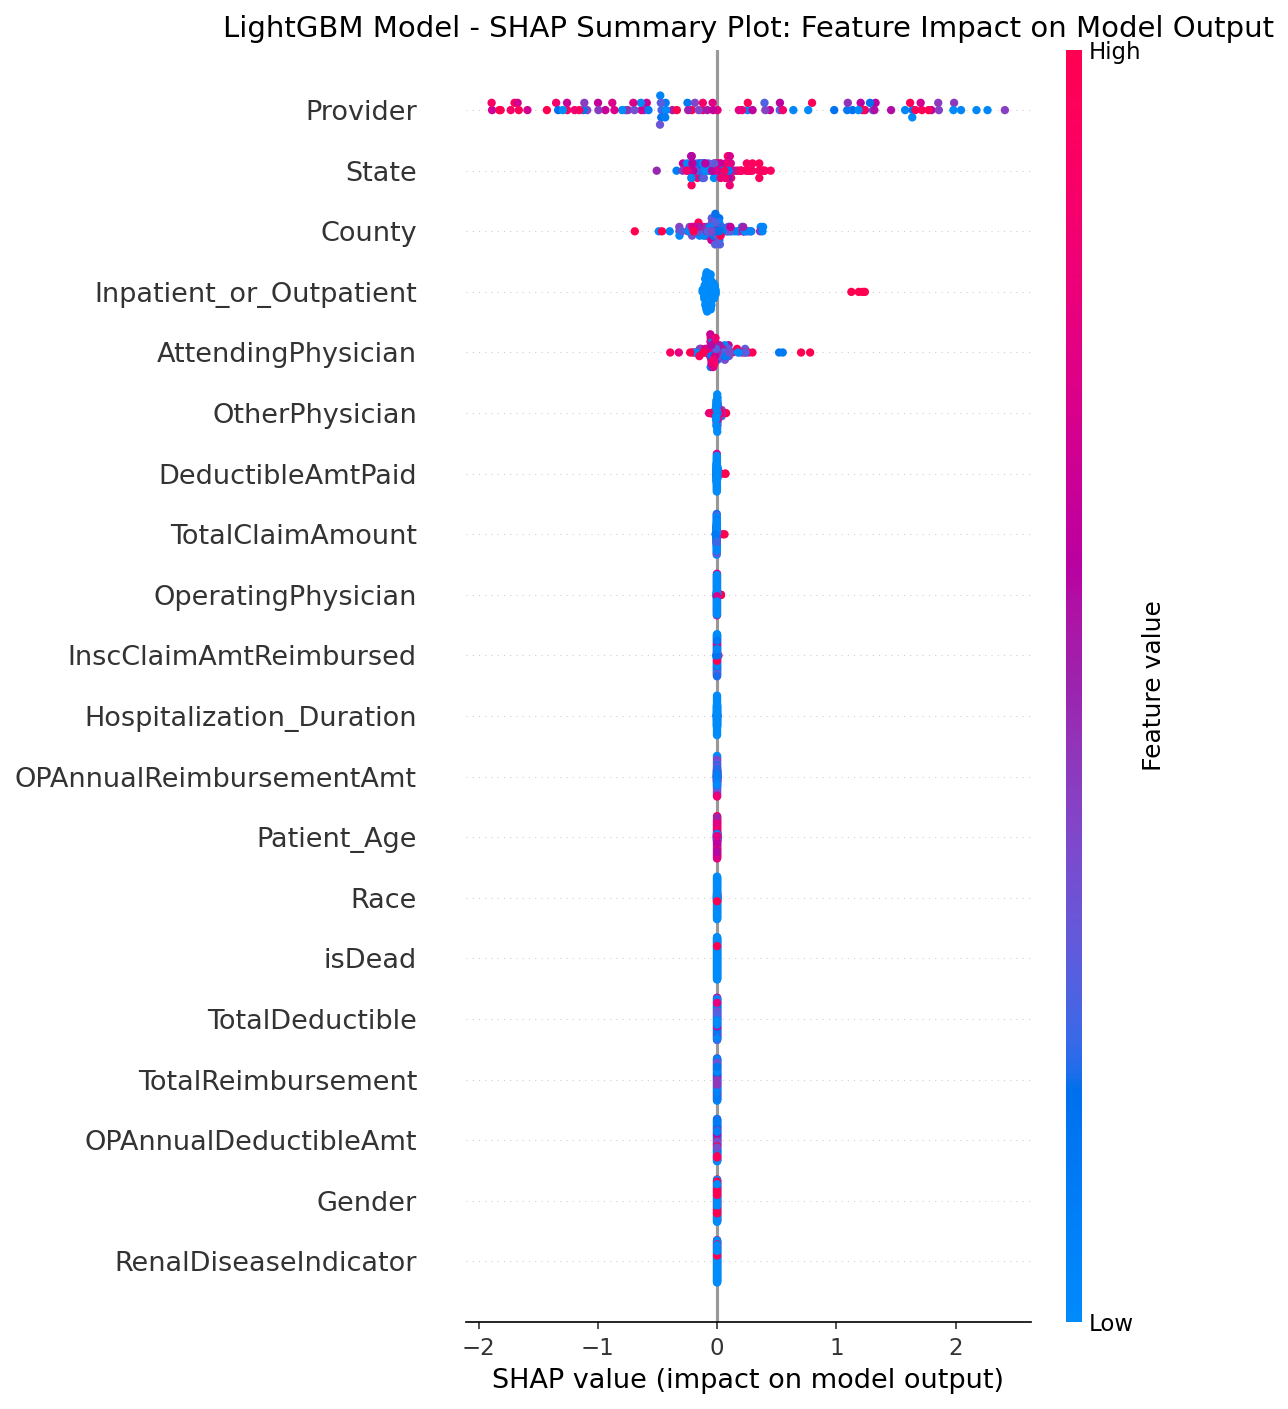 LightGBM Model - SHAP Summary Plot: Feature Impact on Model Output
High
Provider
State
County
Inpatient_or_Outpatient
AttendingPhysician
OtherPhysician
DeductibleAmtPaid
TotalClaimAmount
OperatingPhysician
InscClaimAmtReimbursed
Hospitalization_Duration
OPAnnualReimbursementAmt
Patient_Age
Race
isDead
TotalDeductible
TotalReimbursement
OPAnnualDeductibleAmt
Gender
RenalDiseaseIndicator
Feature value
Low
−2 −1 0 1 2
SHAP value (impact on model output)